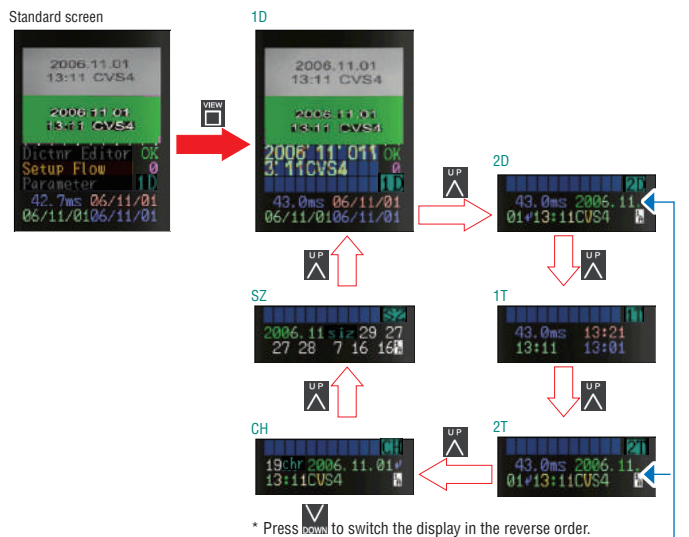 Standard screen
2006.11.01
13:11 CVS4
2006.11.01
13:11 CVS4
Dictnr Editor OK
Setup Flow 0
Parameter 1D
42.7ms 06/11/01
06/11/01 06/11/01
VIEW
1D
2006.11.01
13:11 CVS4
2006.11.01
13:11 CVS4
2006'11'011 OK
3'11CVS4 0
1D
43.0ms 06/11/01
06/11/01 06/11/01
UP
2D
2D
43.0ms 2006.11.
01↲13:11CVS4
UP
1T
1T
43.0ms 13:21
13:11 13:01
UP
2T
2T
43.0ms 2006.11.
01↲13:11CVS4
UP
CH
CH
19chr 2006.11.01↲
13:11CVS4
UP
SZ
SZ
2006.11 siz 29 27
27 28 7 16 16
UP
* Press DOWN to switch the display in the reverse order.